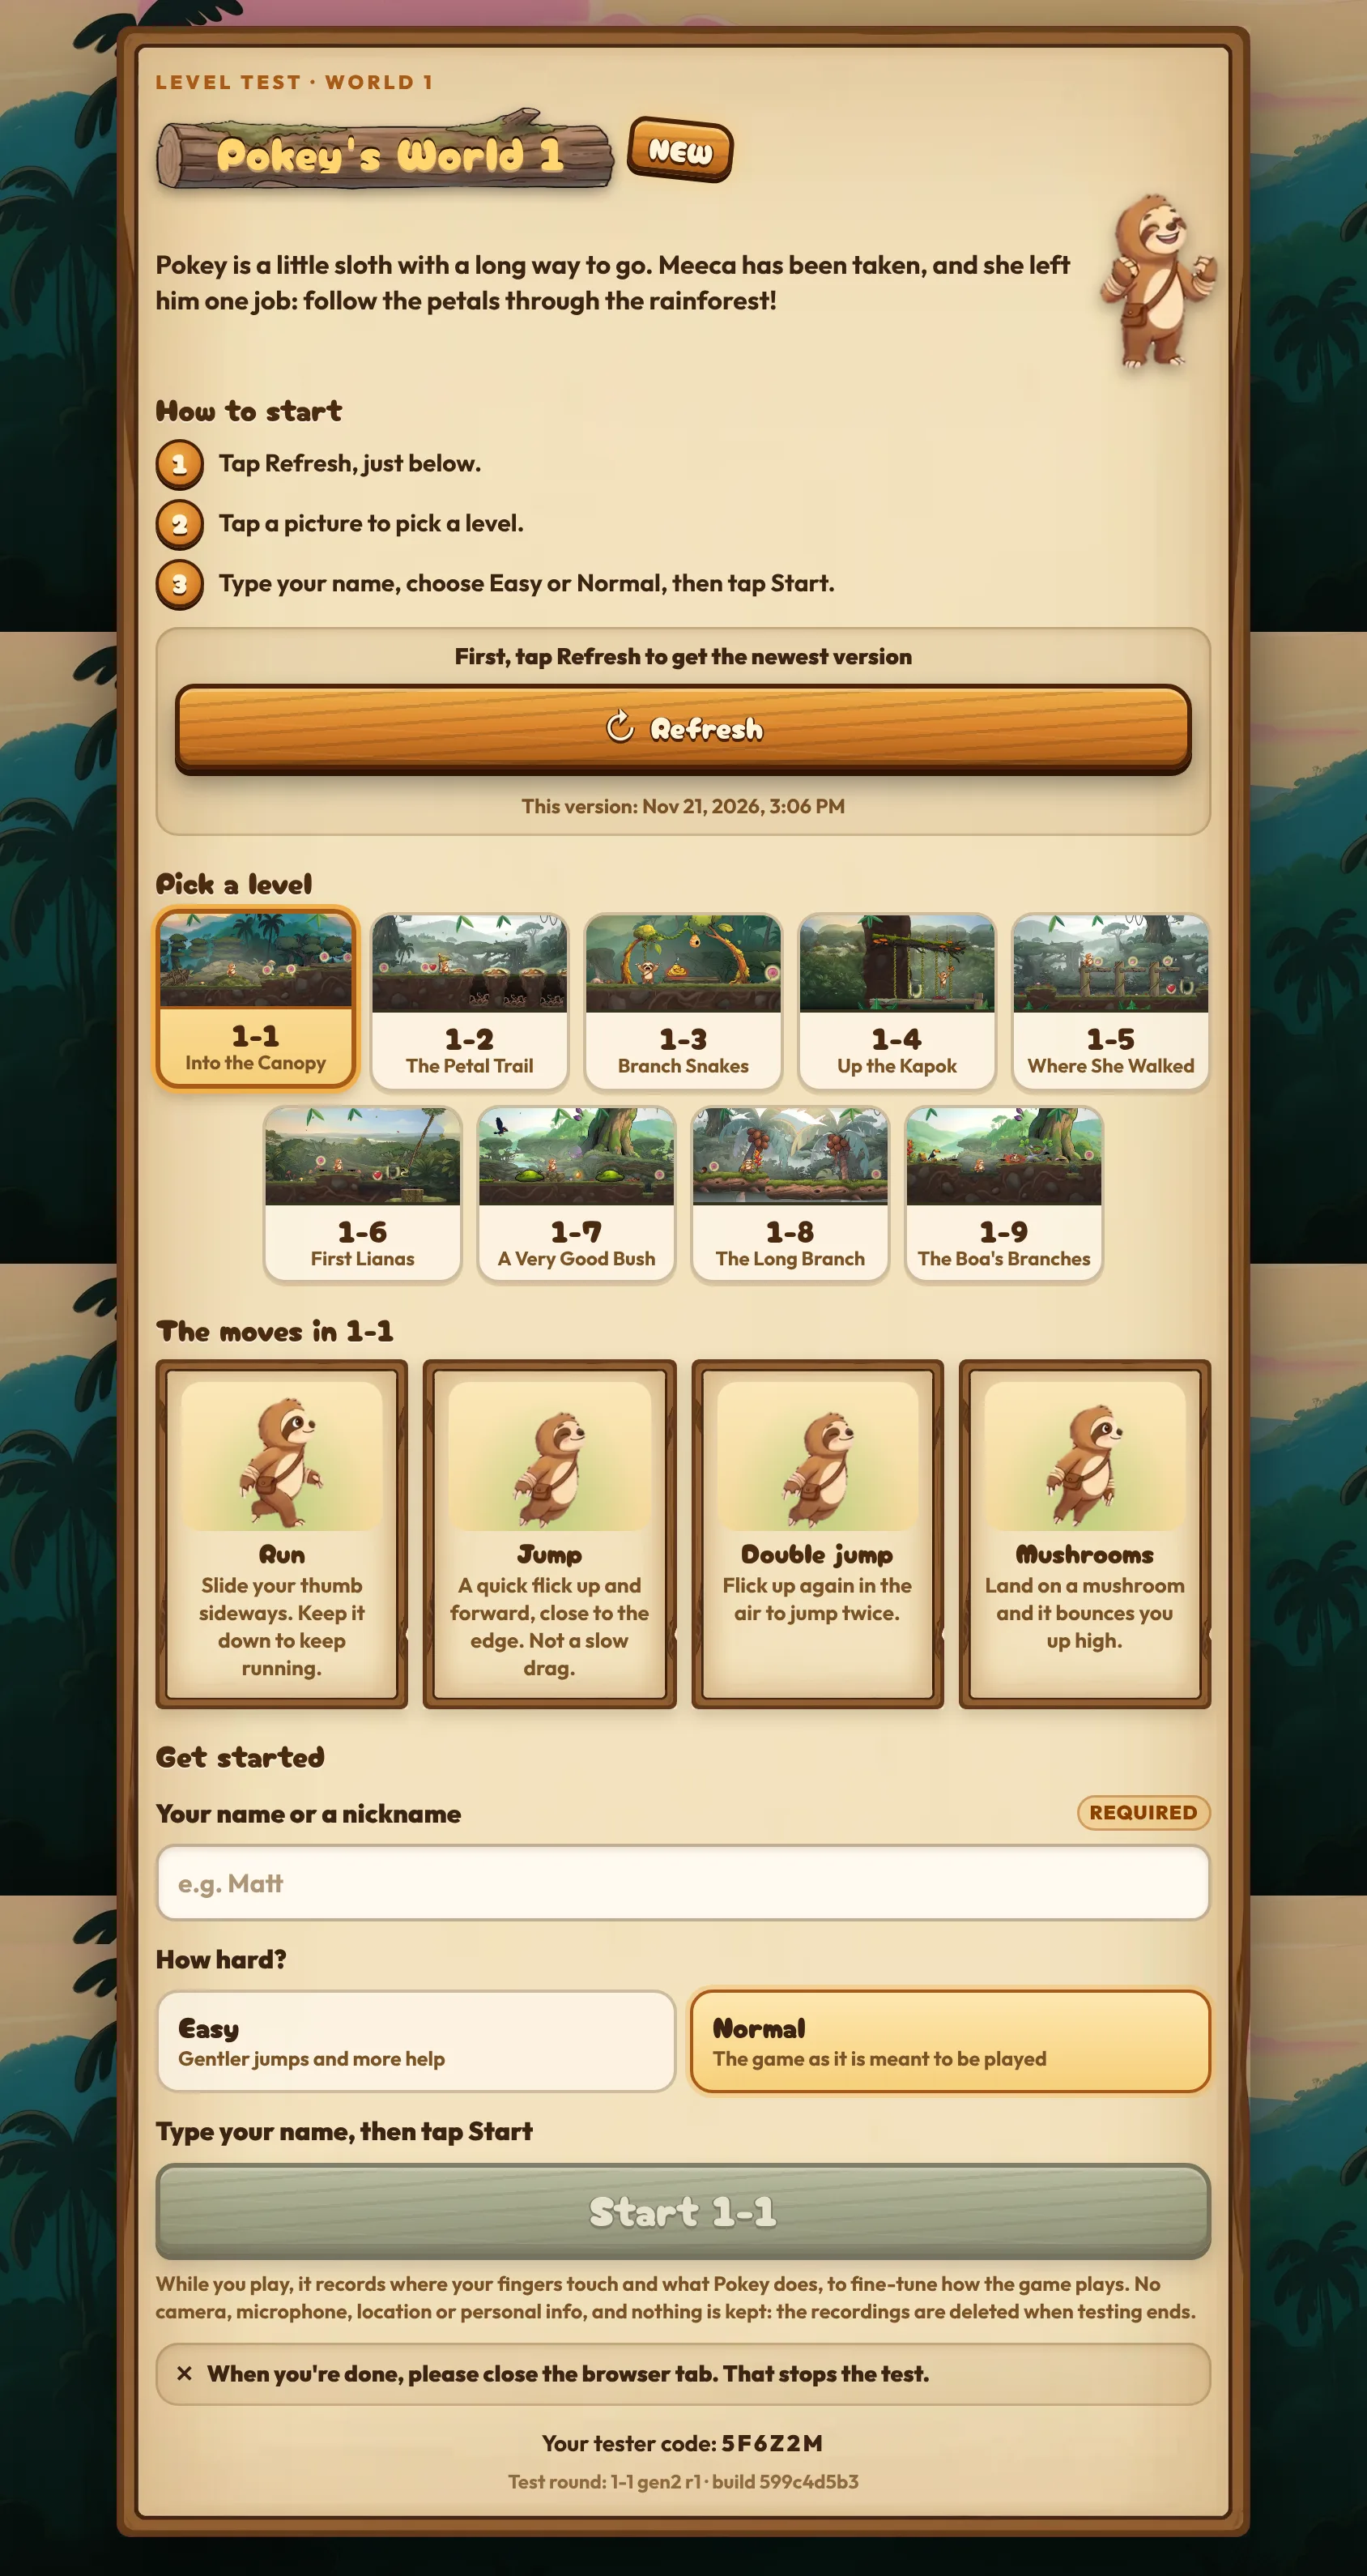 LEVEL TEST · WORLD 1
Pokey's World 1
NEW
Pokey is a little sloth with a long way to go. Meeca has been taken, and she left
him one job: follow the petals through the rainforest!
How to start
1 Tap Refresh, just below.
2 Tap a picture to pick a level.
3 Type your name, choose Easy or Normal, then tap Start.
First, tap Refresh to get the newest version
Refresh
This version: Nov 21, 2026, 3:06 PM
Pick a level
1-1
Into the Canopy
1-2
The Petal Trail
1-3
Branch Snakes
1-4
Up the Kapok
1-5
Where She Walked
1-6
First Lianas
1-7
A Very Good Bush
1-8
The Long Branch
1-9
The Boa's Branches
The moves in 1-1
Run
Slide your thumb
sideways. Keep it
down to keep
running.
Jump
A quick flick up and
forward, close to the
edge. Not a slow
drag.
Double jump
Flick up again in the
air to jump twice.
Mushrooms
Land on a mushroom
and it bounces you
up high.
Get started
Your name or a nickname
REQUIRED
e.g. Matt
How hard?
Easy
Gentler jumps and more help
Normal
The game as it is meant to be played
Type your name, then tap Start
Start 1-1
While you play, it records where your fingers touch and what Pokey does, to fine-tune how the game plays. No
camera, microphone, location or personal info, and nothing is kept: the recordings are deleted when testing ends.
✕ When you're done, please close the browser tab. That stops the test.
Your tester code: 5F6Z2M
Test round: 1-1 gen2 r1 · build 599c4d5b3